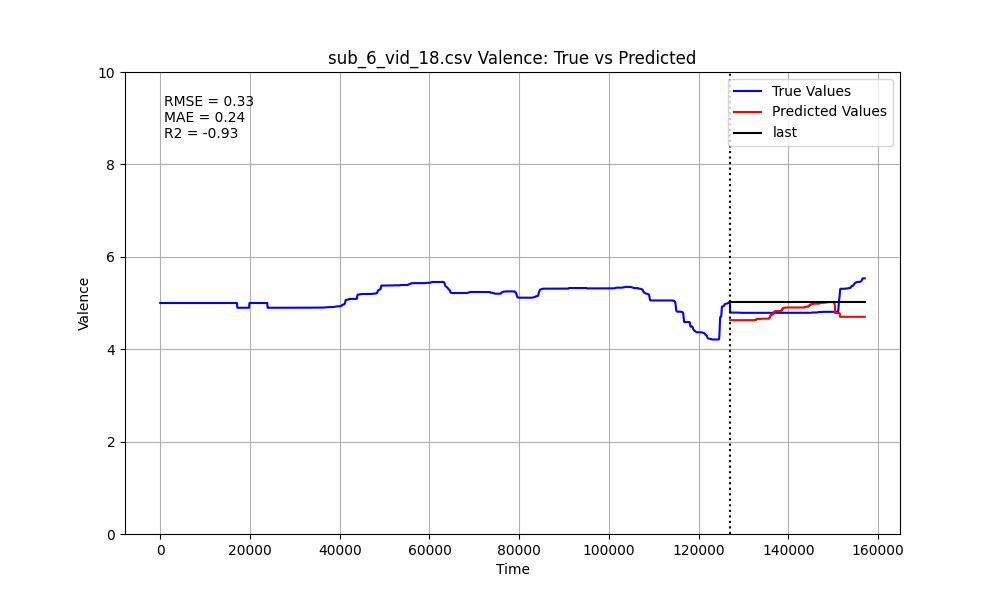 sub_6_vid_18.csv Valence: True vs Predicted
RMSE = 0.33
MAE = 0.24
R2 = -0.93
True Values
Predicted Values
last
10
8
6
4
2
0
Valence
0 20000 40000 60000 80000 100000 120000 140000 160000
Time